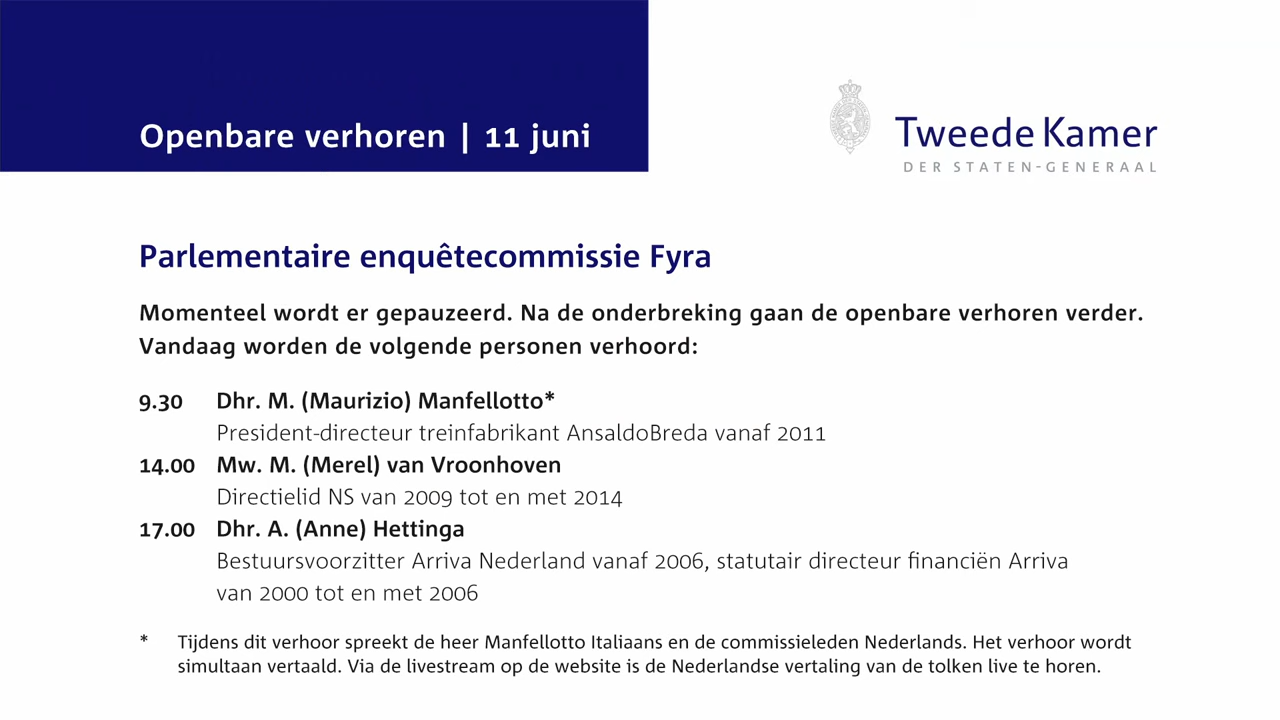 Openbare verhoren | 11 juni
Tweede Kamer
DER STATEN-GENERAAL
Parlementaire enquêtecommissie Fyra
Momenteel wordt er gepauzeerd. Na de onderbreking gaan de openbare verhoren verder.
Vandaag worden de volgende personen verhoord:
9.30 Dhr. M. (Maurizio) Manfellotto*
President-directeur treinfabrikant AnsaldoBreda vanaf 2011
14.00 Mw. M. (Merel) van Vroonhoven
Directielid NS van 2009 tot en met 2014
17.00 Dhr. A. (Anne) Hettinga
Bestuursvoorzitter Arriva Nederland vanaf 2006, statutair directeur financiën Arriva
van 2000 tot en met 2006
* Tijdens dit verhoor spreekt de heer Manfellotto Italiaans en de commissieleden Nederlands. Het verhoor wordt
simultaan vertaald. Via de livestream op de website is de Nederlandse vertaling van de tolken live te horen.